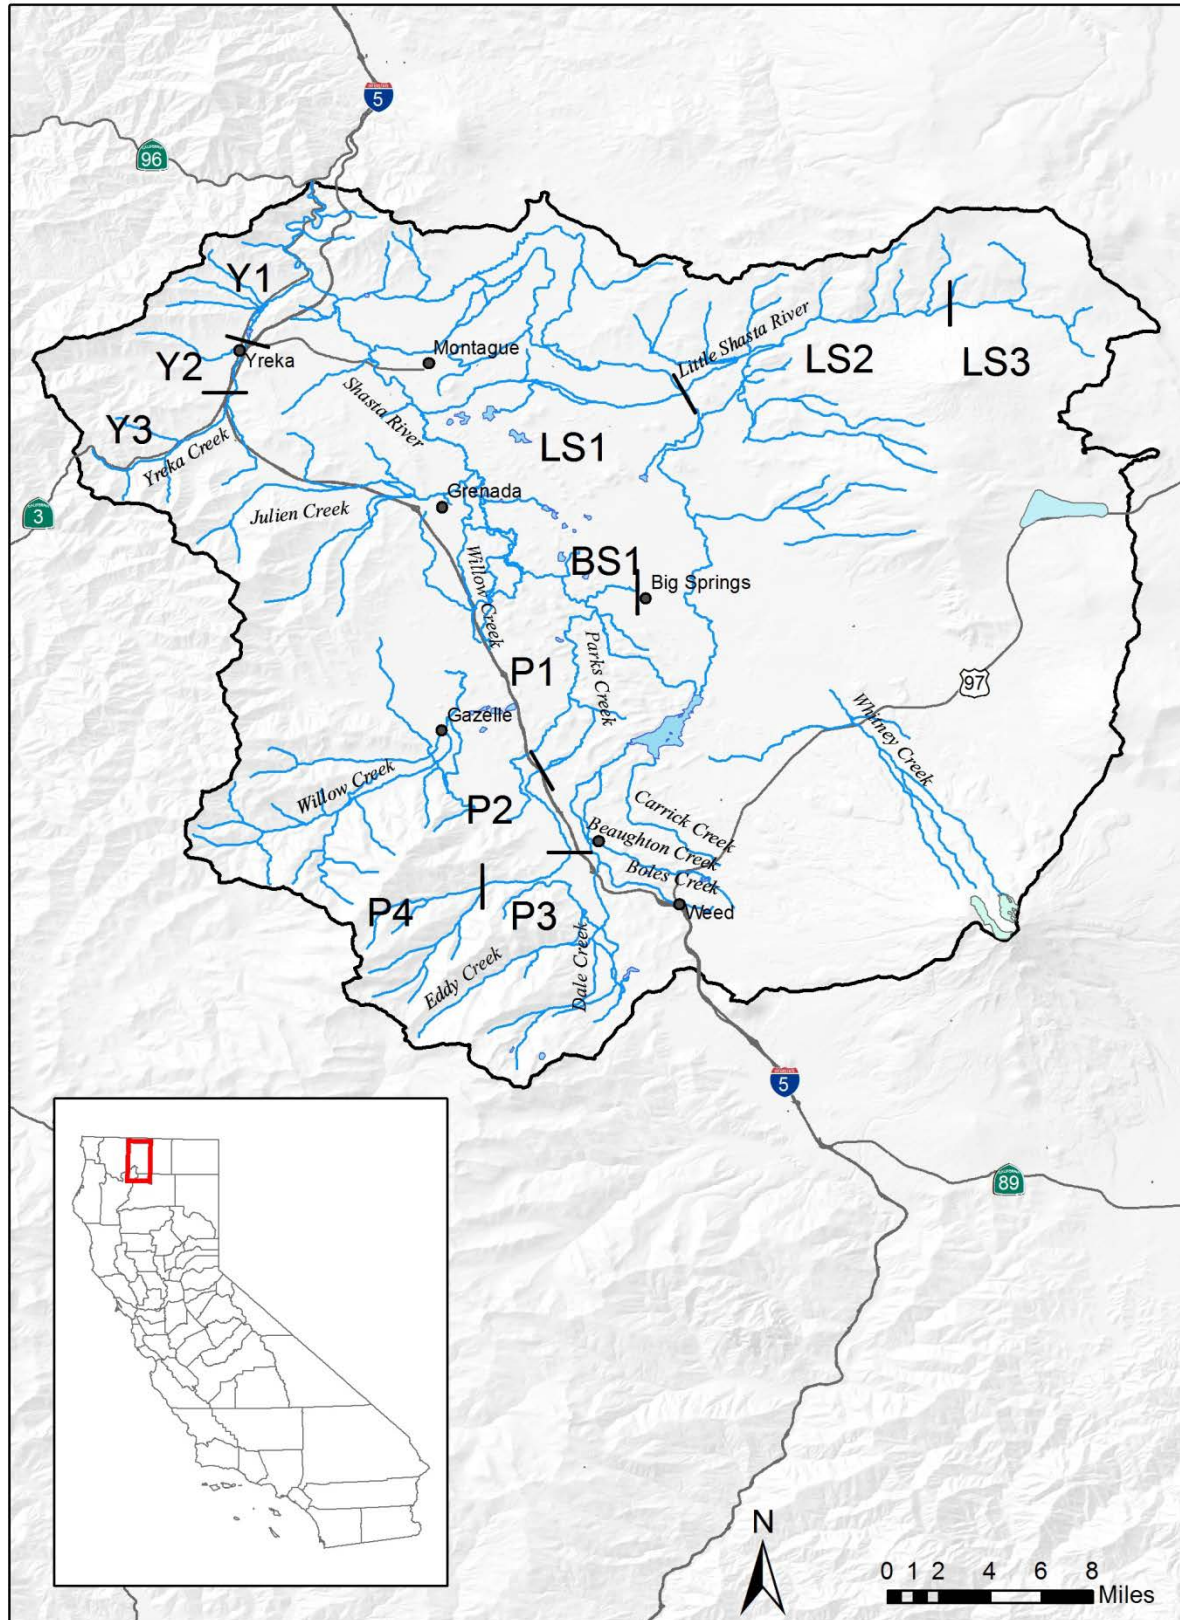 5
96
Y1
Y2
Yreka
Montague
Little Shasta River
LS2
LS3
Shasta River
Y3
Yreka Creek
LS1
3
Julien Creek
Grenada
Willow Creek
BS1
Big Springs
Parks Creek
P1
97
Whitney Creek
Gazelle
Willow Creek
P2
Carrick Creek
Beaughton Creek
Boles Creek
Weed
P4
P3
Eddy Creek
Dale Creek
5
89
N
0 1 2 4 6 8
Miles